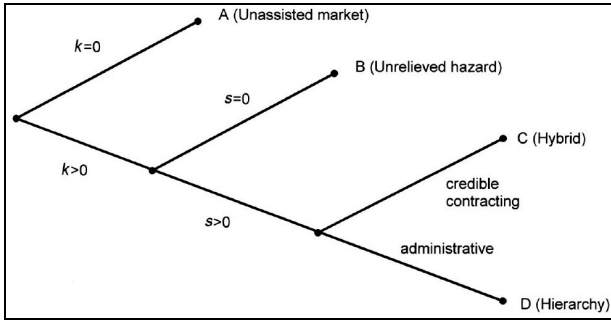 A (Unassisted market)
k=0
B (Unrelieved hazard)
s=0
C (Hybrid)
k>0
credible
contracting
s>0
administrative
D (Hierarchy)